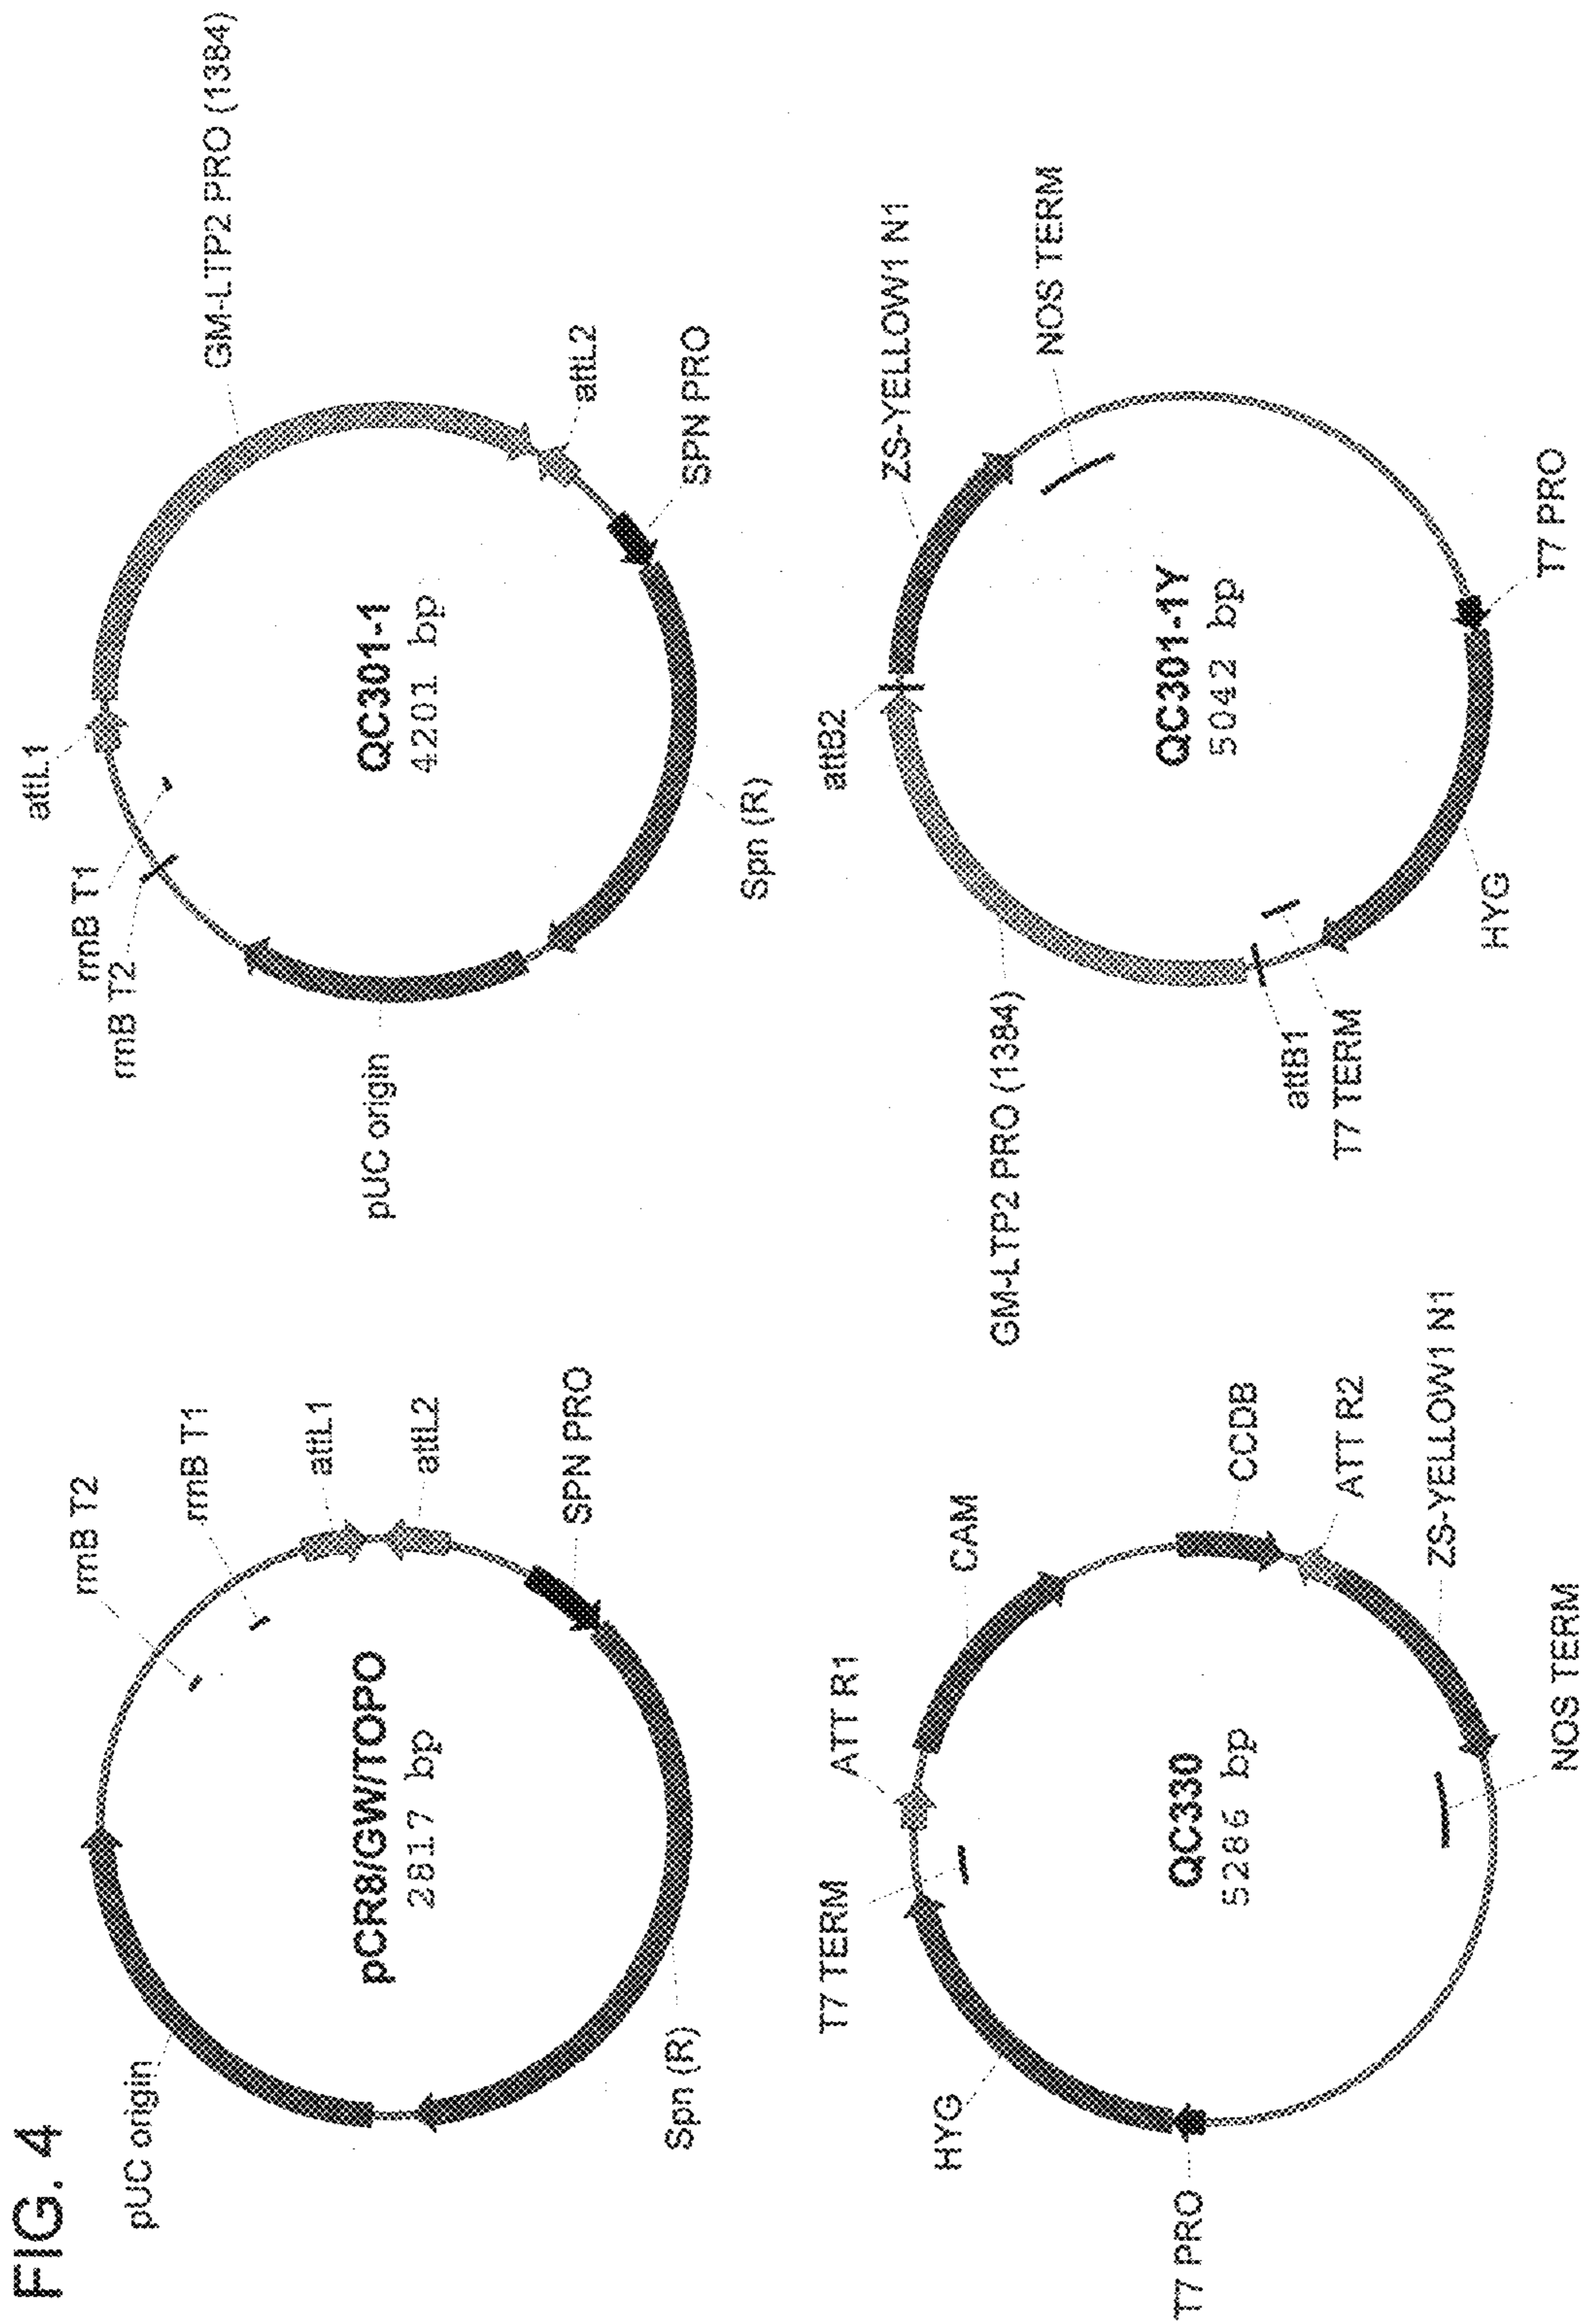 FIG. 4
rrnB T2
rrnB T1
attL1
attL2
SPN PRO
pUC origin
pCR8/GW/TOPO
2817 bp
Spn (R)
attL1
rrnB T1
rrnB T2
GM-LTP2 PRO (1384)
attL2
SPN PRO
pUC origin
QC301-1
4201 bp
Spn (R)
T7 TERM
ATT R1
CAM
CCDB
ATT R2
ZS-YELLOW1 N1
NOS TERM
HYG
T7 PRO
QC330
5286 bp
attB2
ZS-YELLOW1 N1
NOS TERM
GM-LTP2 PRO (1384)
QC301-1Y
5042 bp
attB1
T7 TERM
HYG
T7 PRO